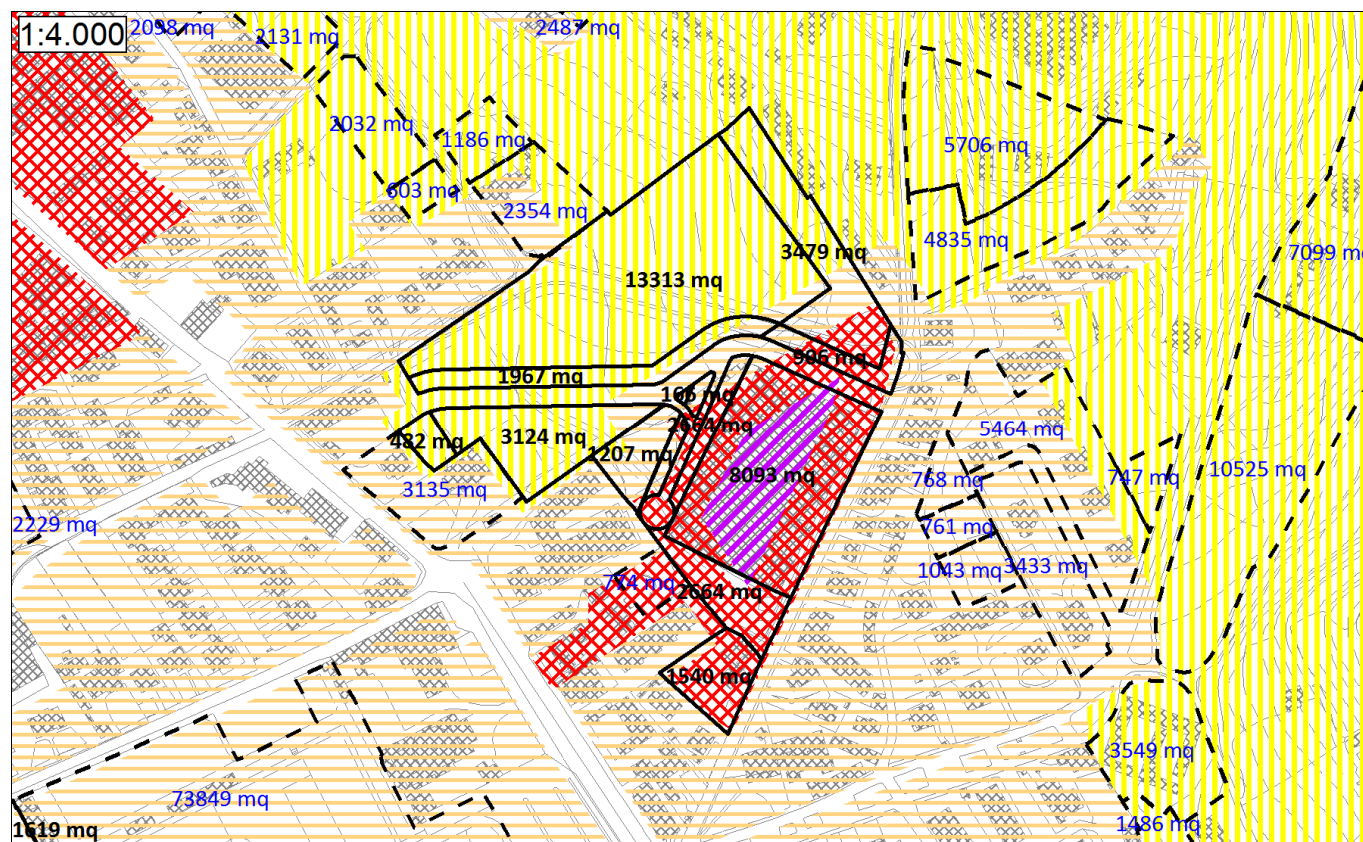 1:4.000
2098 mq
2131 mq
2487 mq
2032 mq
1186 mq
5706 mq
603 mq
2354 mq
4835 mq
3479 mq
7099 mq
13313 mq
906 mq
1967 mq
2664 mq
482 mq
3124 mq
1207 mq
5464 mq
8093 mq
768 mq
747 mq
10525 mq
3135 mq
2229 mq
761 mq
1043 mq
3433 mq
774 mq
2664 mq
1540 mq
3549 mq
73849 mq
1486 mq
1619 mq